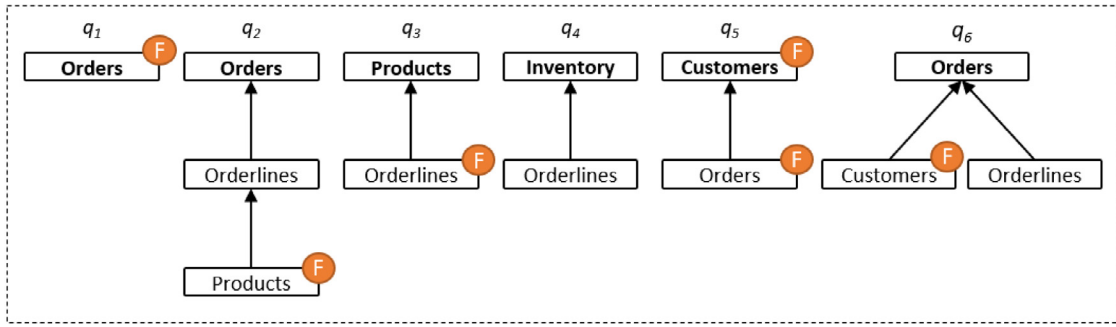 q1 q2 q3 q4 q5 q6
Orders F Orders Products Inventory Customers F Orders
Orderlines Orderlines F Orderlines Orders F Customers F Orderlines
Products F